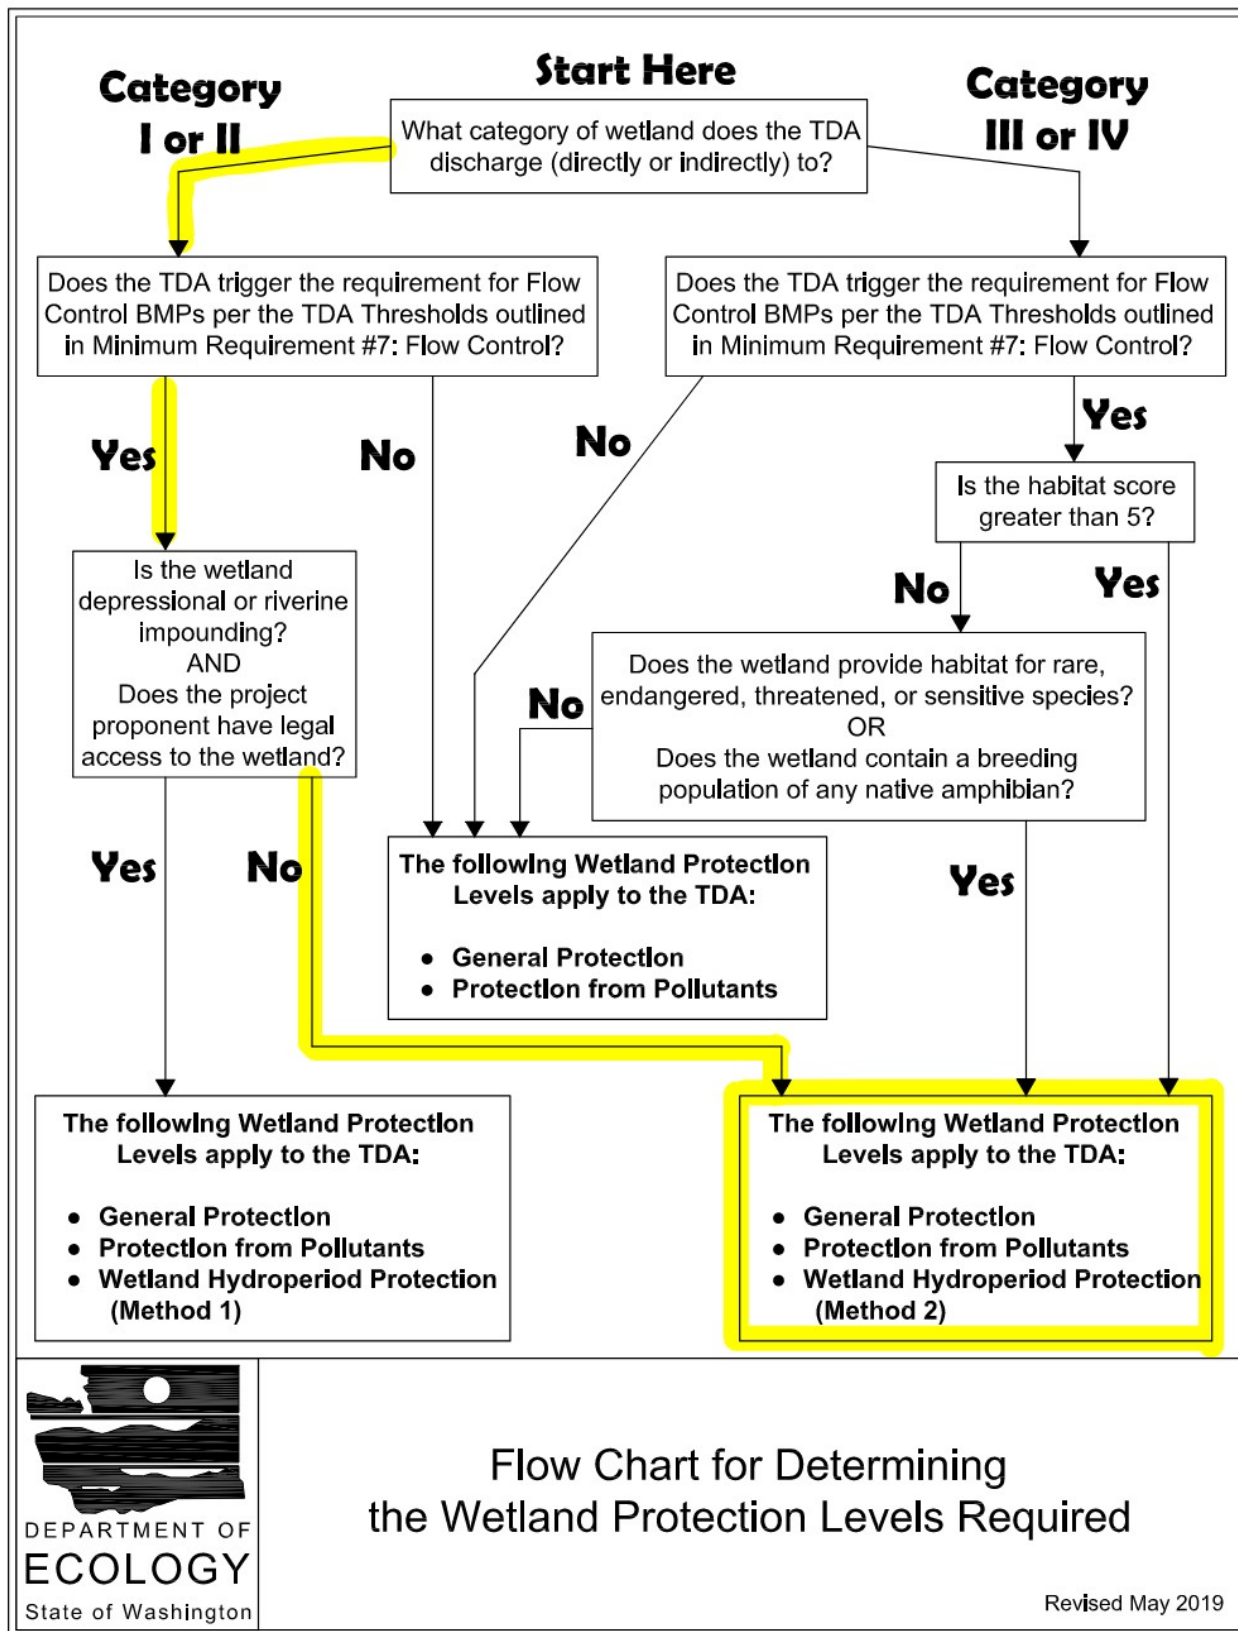 Start Here
Category
I or II
Category
III or IV
What category of wetland does the TDA
discharge (directly or indirectly) to?
Does the TDA trigger the requirement for Flow
Control BMPs per the TDA Thresholds outlined
in Minimum Requirement #7: Flow Control?
Does the TDA trigger the requirement for Flow
Control BMPs per the TDA Thresholds outlined
in Minimum Requirement #7: Flow Control?
Yes
No
No
Yes
Is the habitat score
greater than 5?
Is the wetland
depressional or riverine
impounding?
AND
Does the project
proponent have legal
access to the wetland?
No
Yes
Does the wetland provide habitat for rare,
endangered, threatened, or sensitive species?
OR
Does the wetland contain a breeding
population of any native amphibian?
No
Yes
No
Yes
The following Wetland Protection
Levels apply to the TDA:
● General Protection
● Protection from Pollutants
The following Wetland Protection
Levels apply to the TDA:
● General Protection
● Protection from Pollutants
● Wetland Hydroperiod Protection
(Method 1)
The following Wetland Protection
Levels apply to the TDA:
● General Protection
● Protection from Pollutants
● Wetland Hydroperiod Protection
(Method 2)
DEPARTMENT OF
ECOLOGY
State of Washington
Flow Chart for Determining
the Wetland Protection Levels Required
Revised May 2019